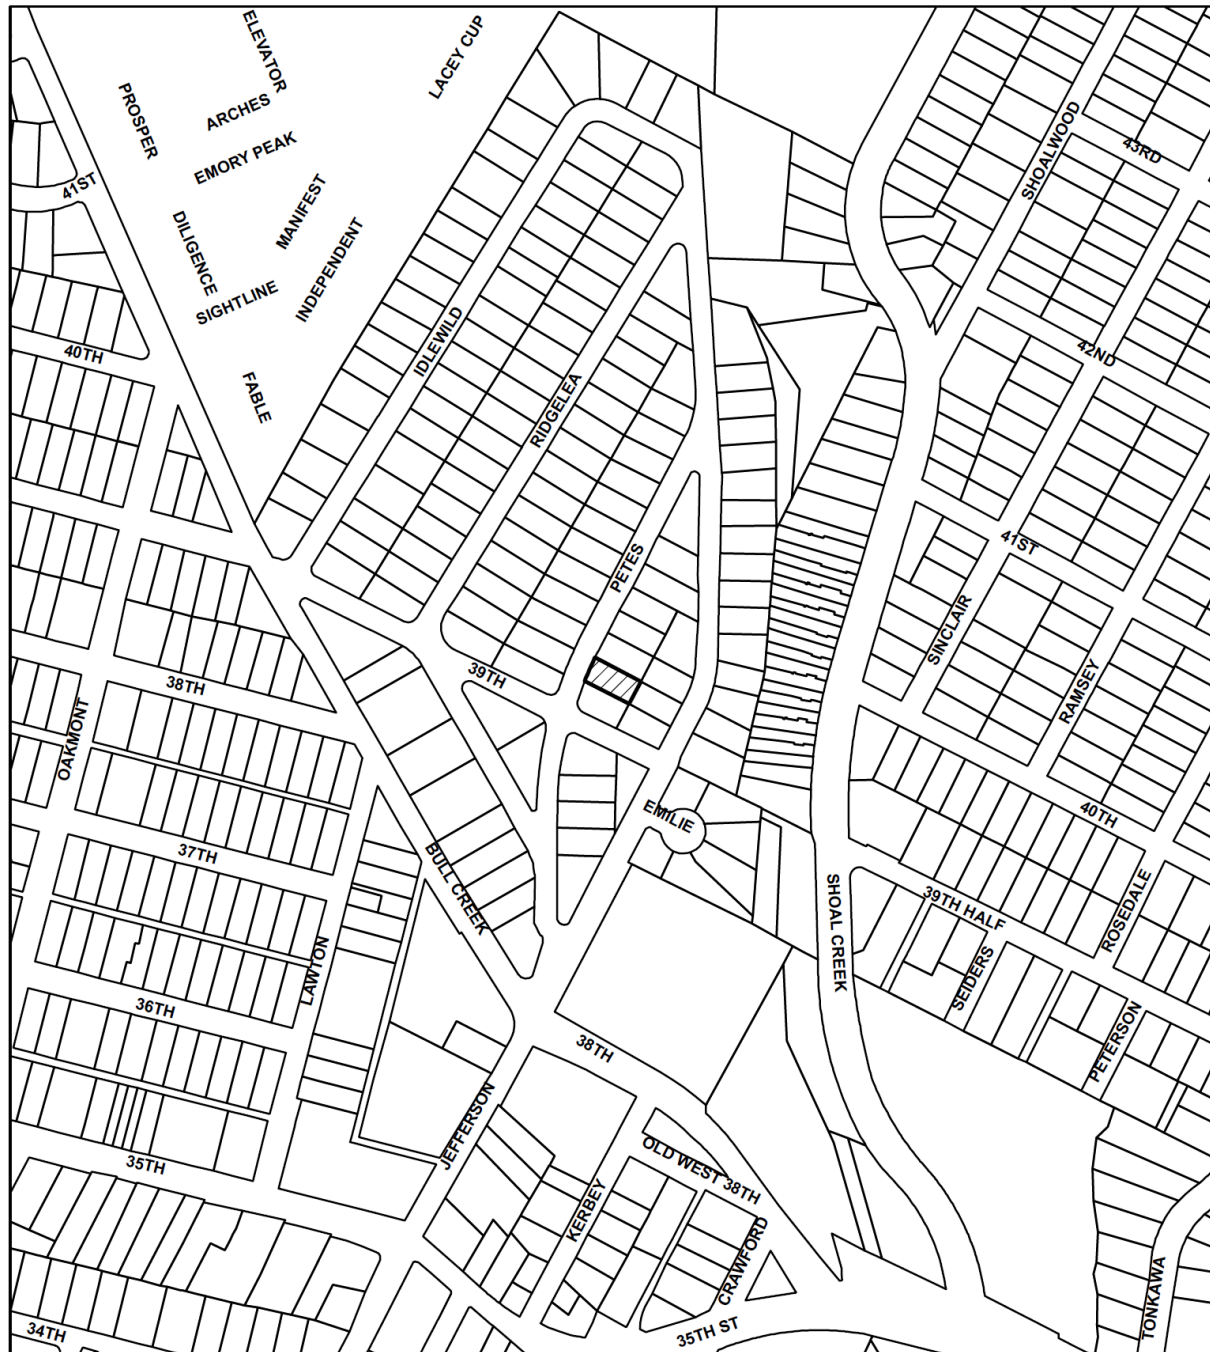 ELEVATOR
LACEY CUP
PROSPER
ARCHES
SHOALWOOD
43RD
EMORY PEAK
41ST
MANIFEST
DILIGENCE
INDEPENDENT
SIGHTLINE
IDLEWILD
40TH
42ND
FABLE
RIDGELEA
41ST
PETES
SINCLAIR
39TH
38TH
RAMSEY
OAKMONT
EMILIE
40TH
37TH
BULL CREEK
SHOAL CREEK
39TH HALF
ROSEDALE
LAWTON
SEIDERS
36TH
38TH
PETERSON
JEFFERSON
35TH
OLD WEST 38TH
KERBEY
CRAWFORD
TONKAWA
34TH
35TH ST